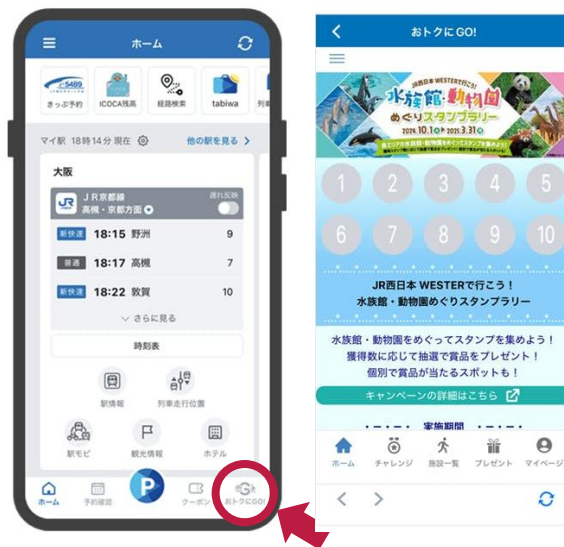 ホーム
e5489
きっぷ予約
ICOCA残高
経路検索
tabiwa
マイ駅 18時14分現在
他の駅を見る
大阪
JR
JR京都線
高槻・京都方面
遅れ反映
新快速 18:15 野洲 9
普通 18:17 高槻 7
新快速 18:22 敦賀 10
さらに見る
時刻表
駅情報
列車走行位置
駅モビ
観光情報
ホテル
ホーム
予約確認
P
クーポン
おトクにGO!
おトクにGO!
JR西日本 WESTERで行こう!
水族館・動物園
めぐりスタンプラリー
2024.10.1 2025.3.31
1 2 3 4 5
6 7 8 9 10
JR西日本 WESTERで行こう!
水族館・動物園めぐりスタンプラリー
水族館・動物園をめぐってスタンプを集めよう!
獲得数に応じて抽選で賞品をプレゼント!
個別で賞品が当たるスポットも!
キャンペーンの詳細はこちら
実施期間
ホーム
チャレンジ
施設一覧
プレゼント
マイページ